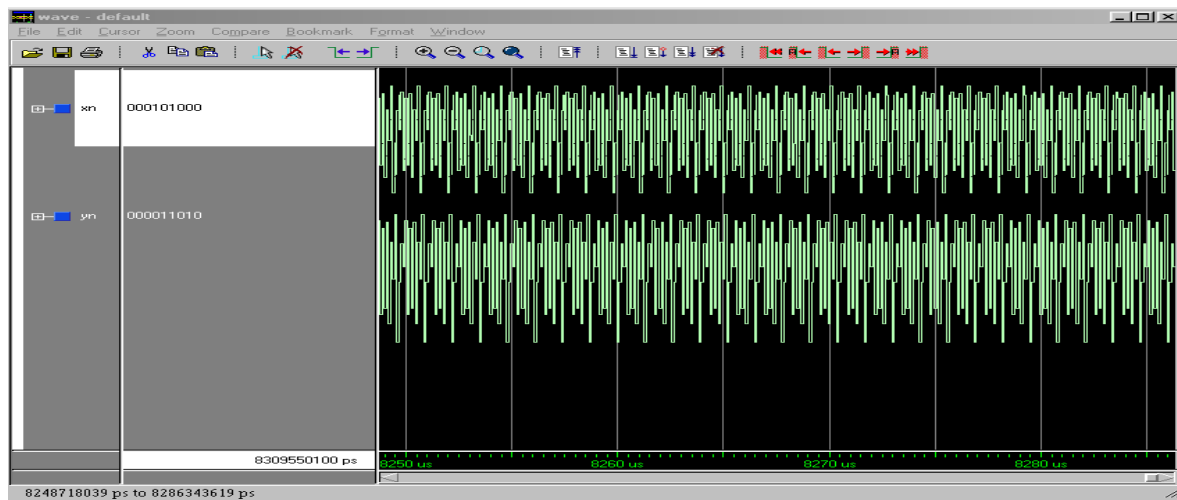 wave - default
File Edit Cursor Zoom Compare Bookmark Format Window
xn 000101000
yn 000011010
8309550100 ps
8250 us 8260 us 8270 us 8280 us
8248718039 ps to 8286343619 ps